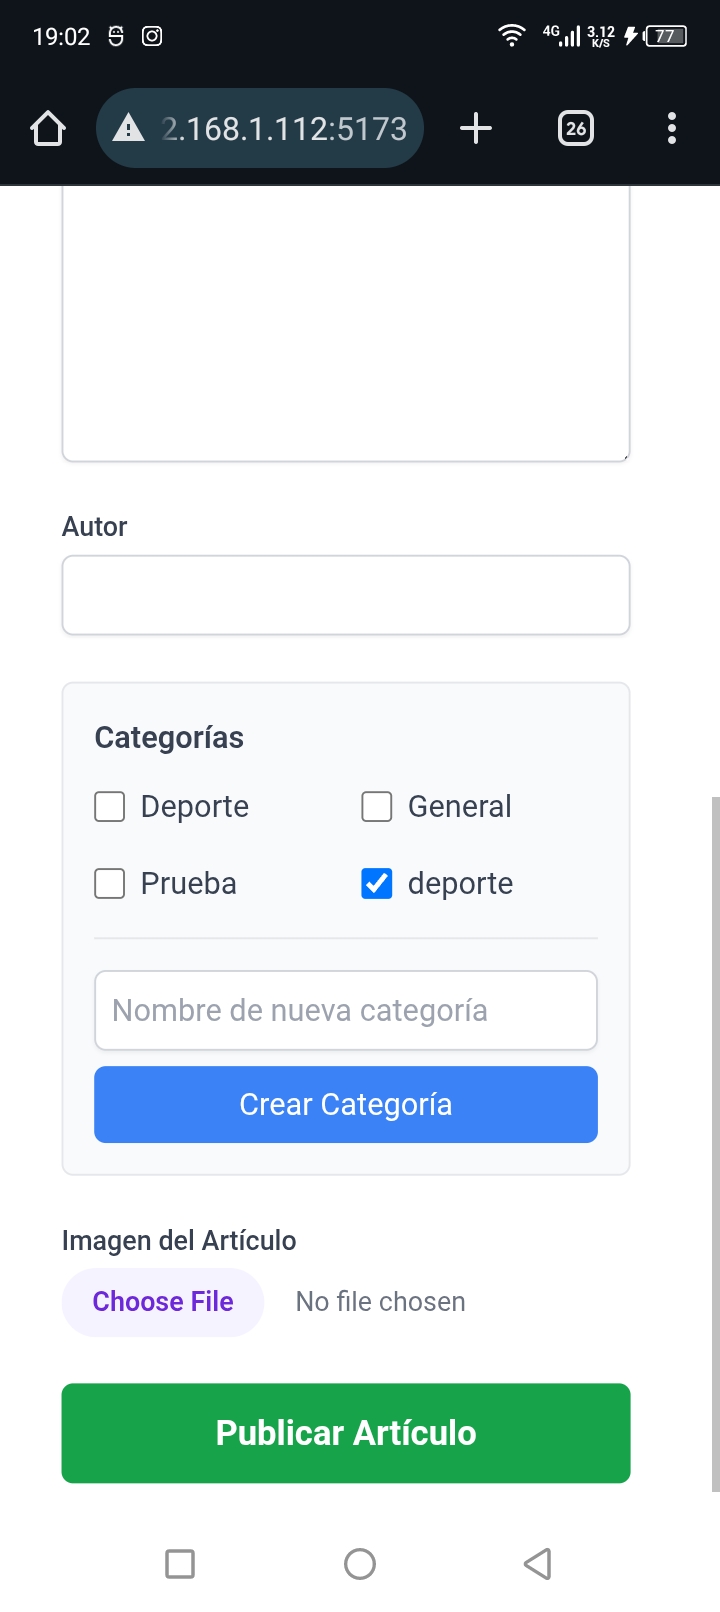 19:02 4G 3.12 K/S 77
2.168.1.112:5173 26
Autor
Categorías
Deporte General
Prueba deporte
Nombre de nueva categoría
Crear Categoría
Imagen del Artículo
Choose File No file chosen
Publicar Artículo